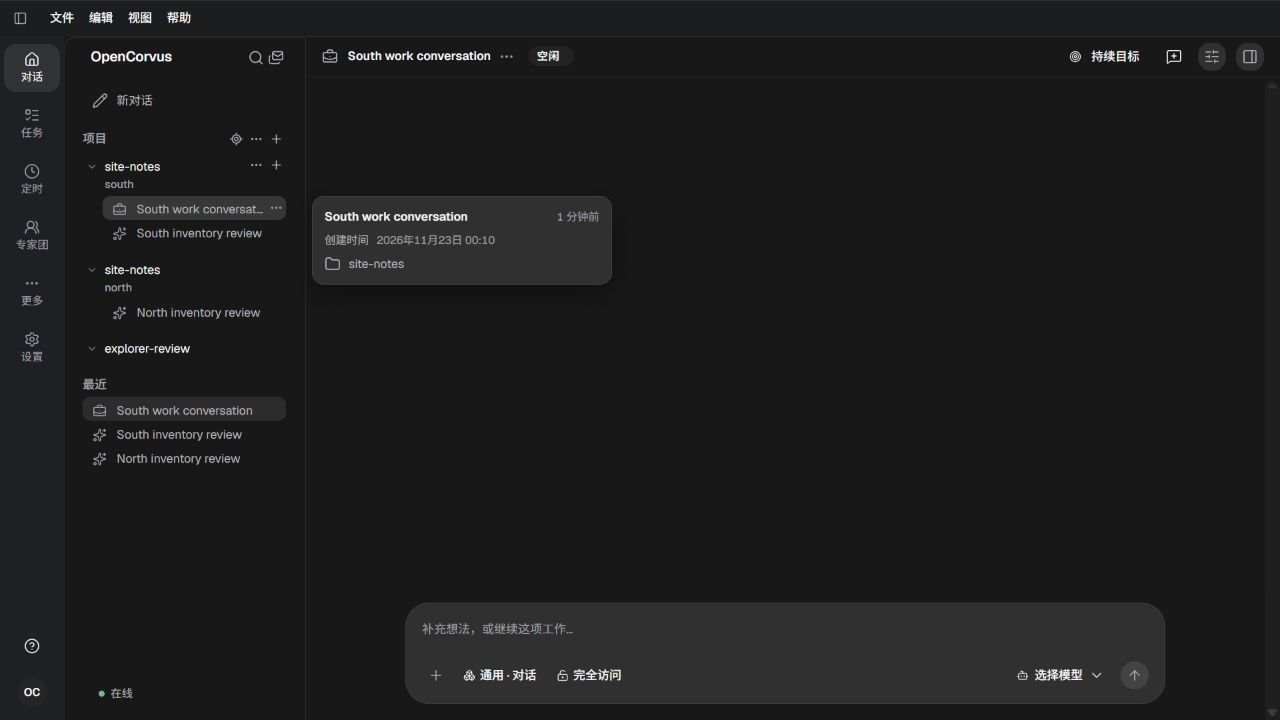 文件 编辑 视图 帮助
对话
任务
定时
专家团
更多
设置
OC
OpenCorvus
新对话
项目
site-notes
south
South work conversat...
South inventory review
site-notes
north
North inventory review
explorer-review
最近
South work conversation
South inventory review
North inventory review
在线
South work conversation 空闲 持续目标
South work conversation 1 分钟前
创建时间 2026年11月23日 00:10
site-notes
补充想法，或继续这项工作...
通用 · 对话 完全访问 选择模型